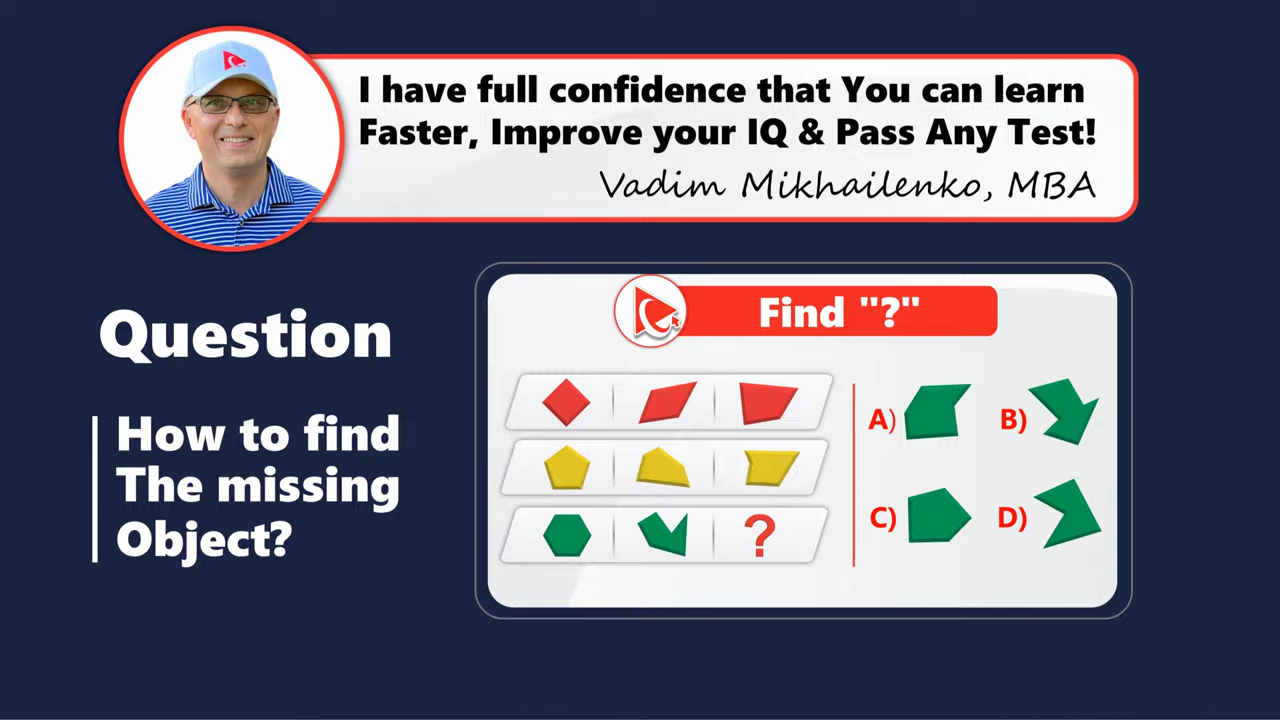 I have full confidence that You can learn
Faster, Improve your IQ & Pass Any Test!
Vadim Mikhailenko, MBA
Question
How to find
The missing
Object?
Find "?"
?
A)
B)
C)
D)